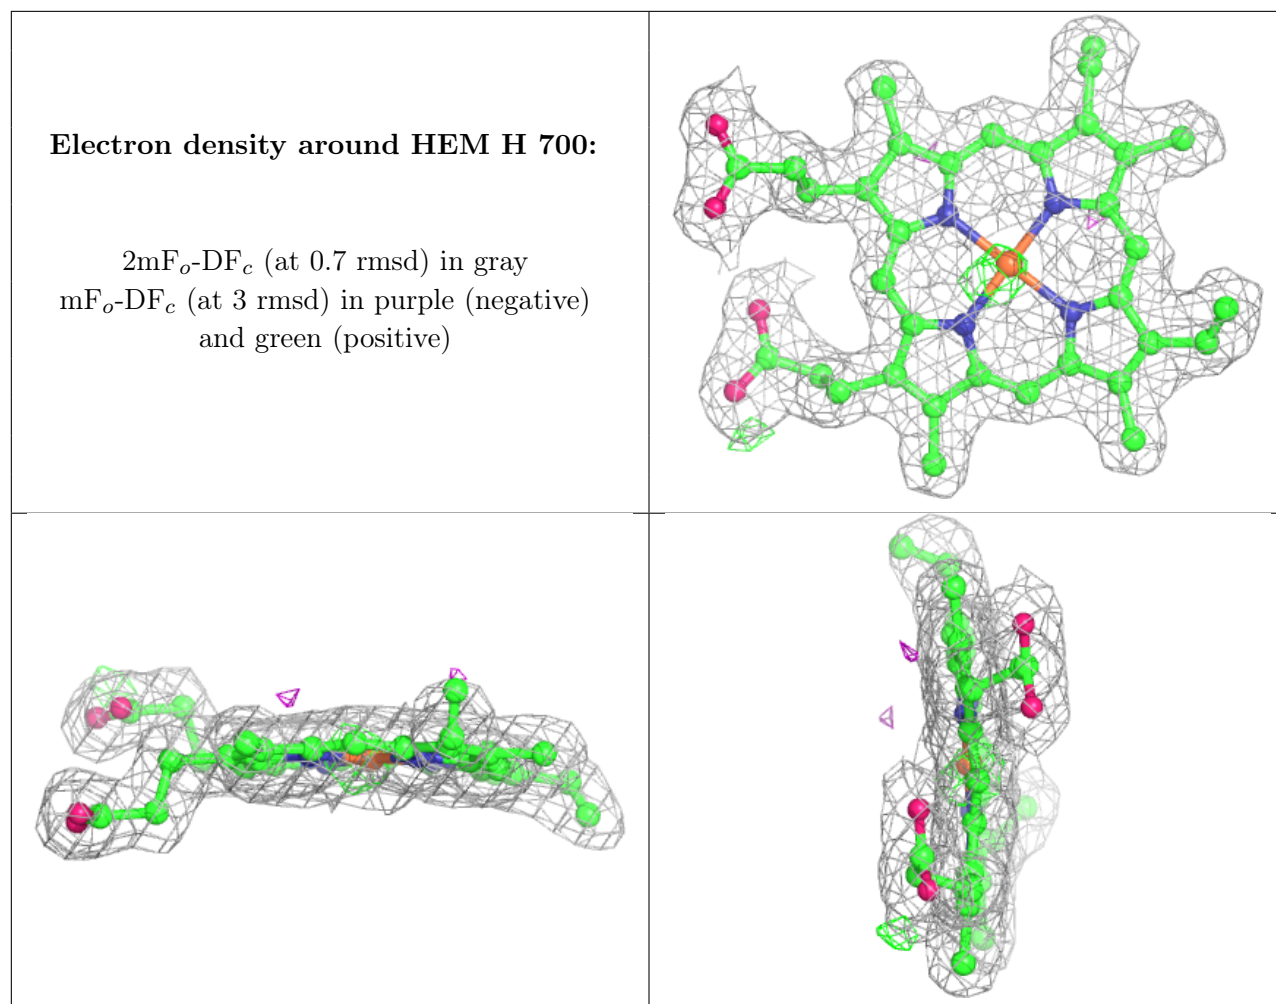 Electron density around HEM H 700:
2mFo-DFc (at 0.7 rmsd) in gray
mFo-DFc (at 3 rmsd) in purple (negative)
and green (positive)